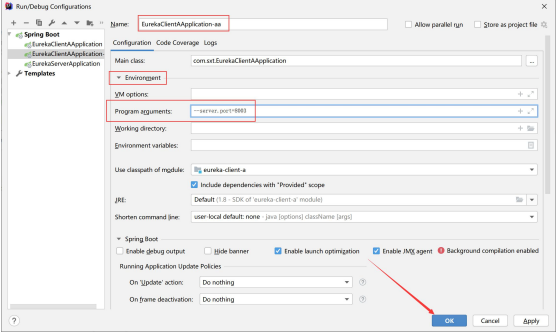 Run/Debug Configurations
Name: EurekaClientAApplication-aa
Allow parallel run
Store as project file
Spring Boot
EurekaClientAApplication
EurekaClientAApplication-
EurekaServerApplication
Templates
Configuration Code Coverage Logs
Main class: com.sxt.EurekaClientAApplication ...
Environment
VM options:
Program arguments: --server.port=8083
Working directory:
Environment variables:
Use classpath of module: eureka-client-a
Include dependencies with "Provided" scope
JRE: Default (1.8 - SDK of 'eureka-client-a' module)
Shorten command line: user-local default: none - java [options] className [args]
Spring Boot
Enable debug output Hide banner Enable launch optimization Enable JMX agent Background compilation enabled
Running Application Update Policies
On 'Update' action: Do nothing
On frame deactivation: Do nothing
? OK Cancel Apply